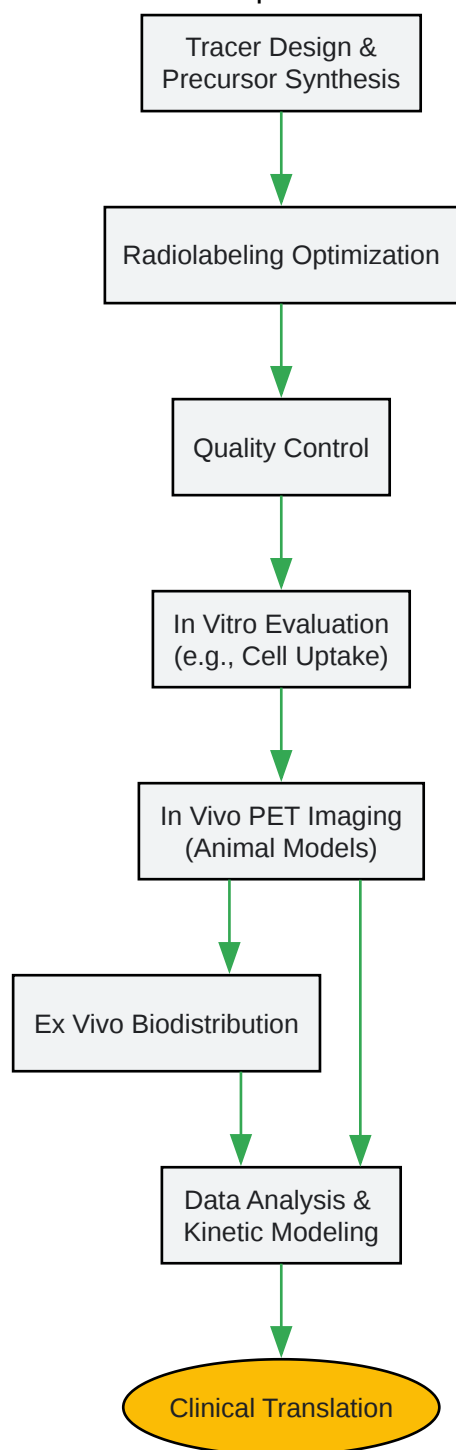 Tracer Design &
Precursor Synthesis
Radiolabeling Optimization
Quality Control
In Vitro Evaluation
(e.g., Cell Uptake)
In Vivo PET Imaging
(Animal Models)
Ex Vivo Biodistribution
Data Analysis &
Kinetic Modeling
Clinical Translation